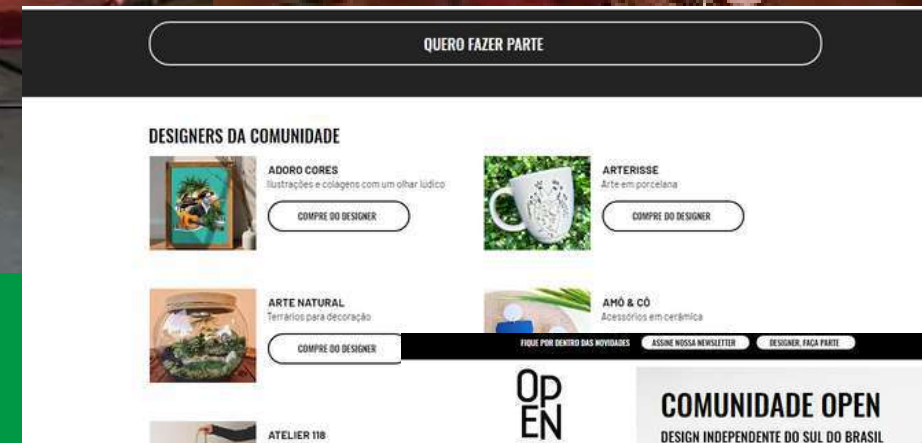 QUERO FAZER PARTE
DESIGNERS DA COMUNIDADE
ADORO CORES
Ilustrações e colagens com um olhar lúdico
COMPRE DO DESIGNER
ARTERISSE
Arte em porcelana
COMPRE DO DESIGNER
ARTE NATURAL
Terrários para decoração
COMPRE DO DESIGNER
AMÔ & CÔ
Acessórios em cerâmica
FIQUE POR DENTRO DAS NOVIDADES
ASSINE NOSSA NEWSLETTER
DESIGNER, FAÇA PARTE
OP
EN
COMUNIDADE OPEN
DESIGN INDEPENDENTE DO SUL DO BRASIL
ATELIER 118